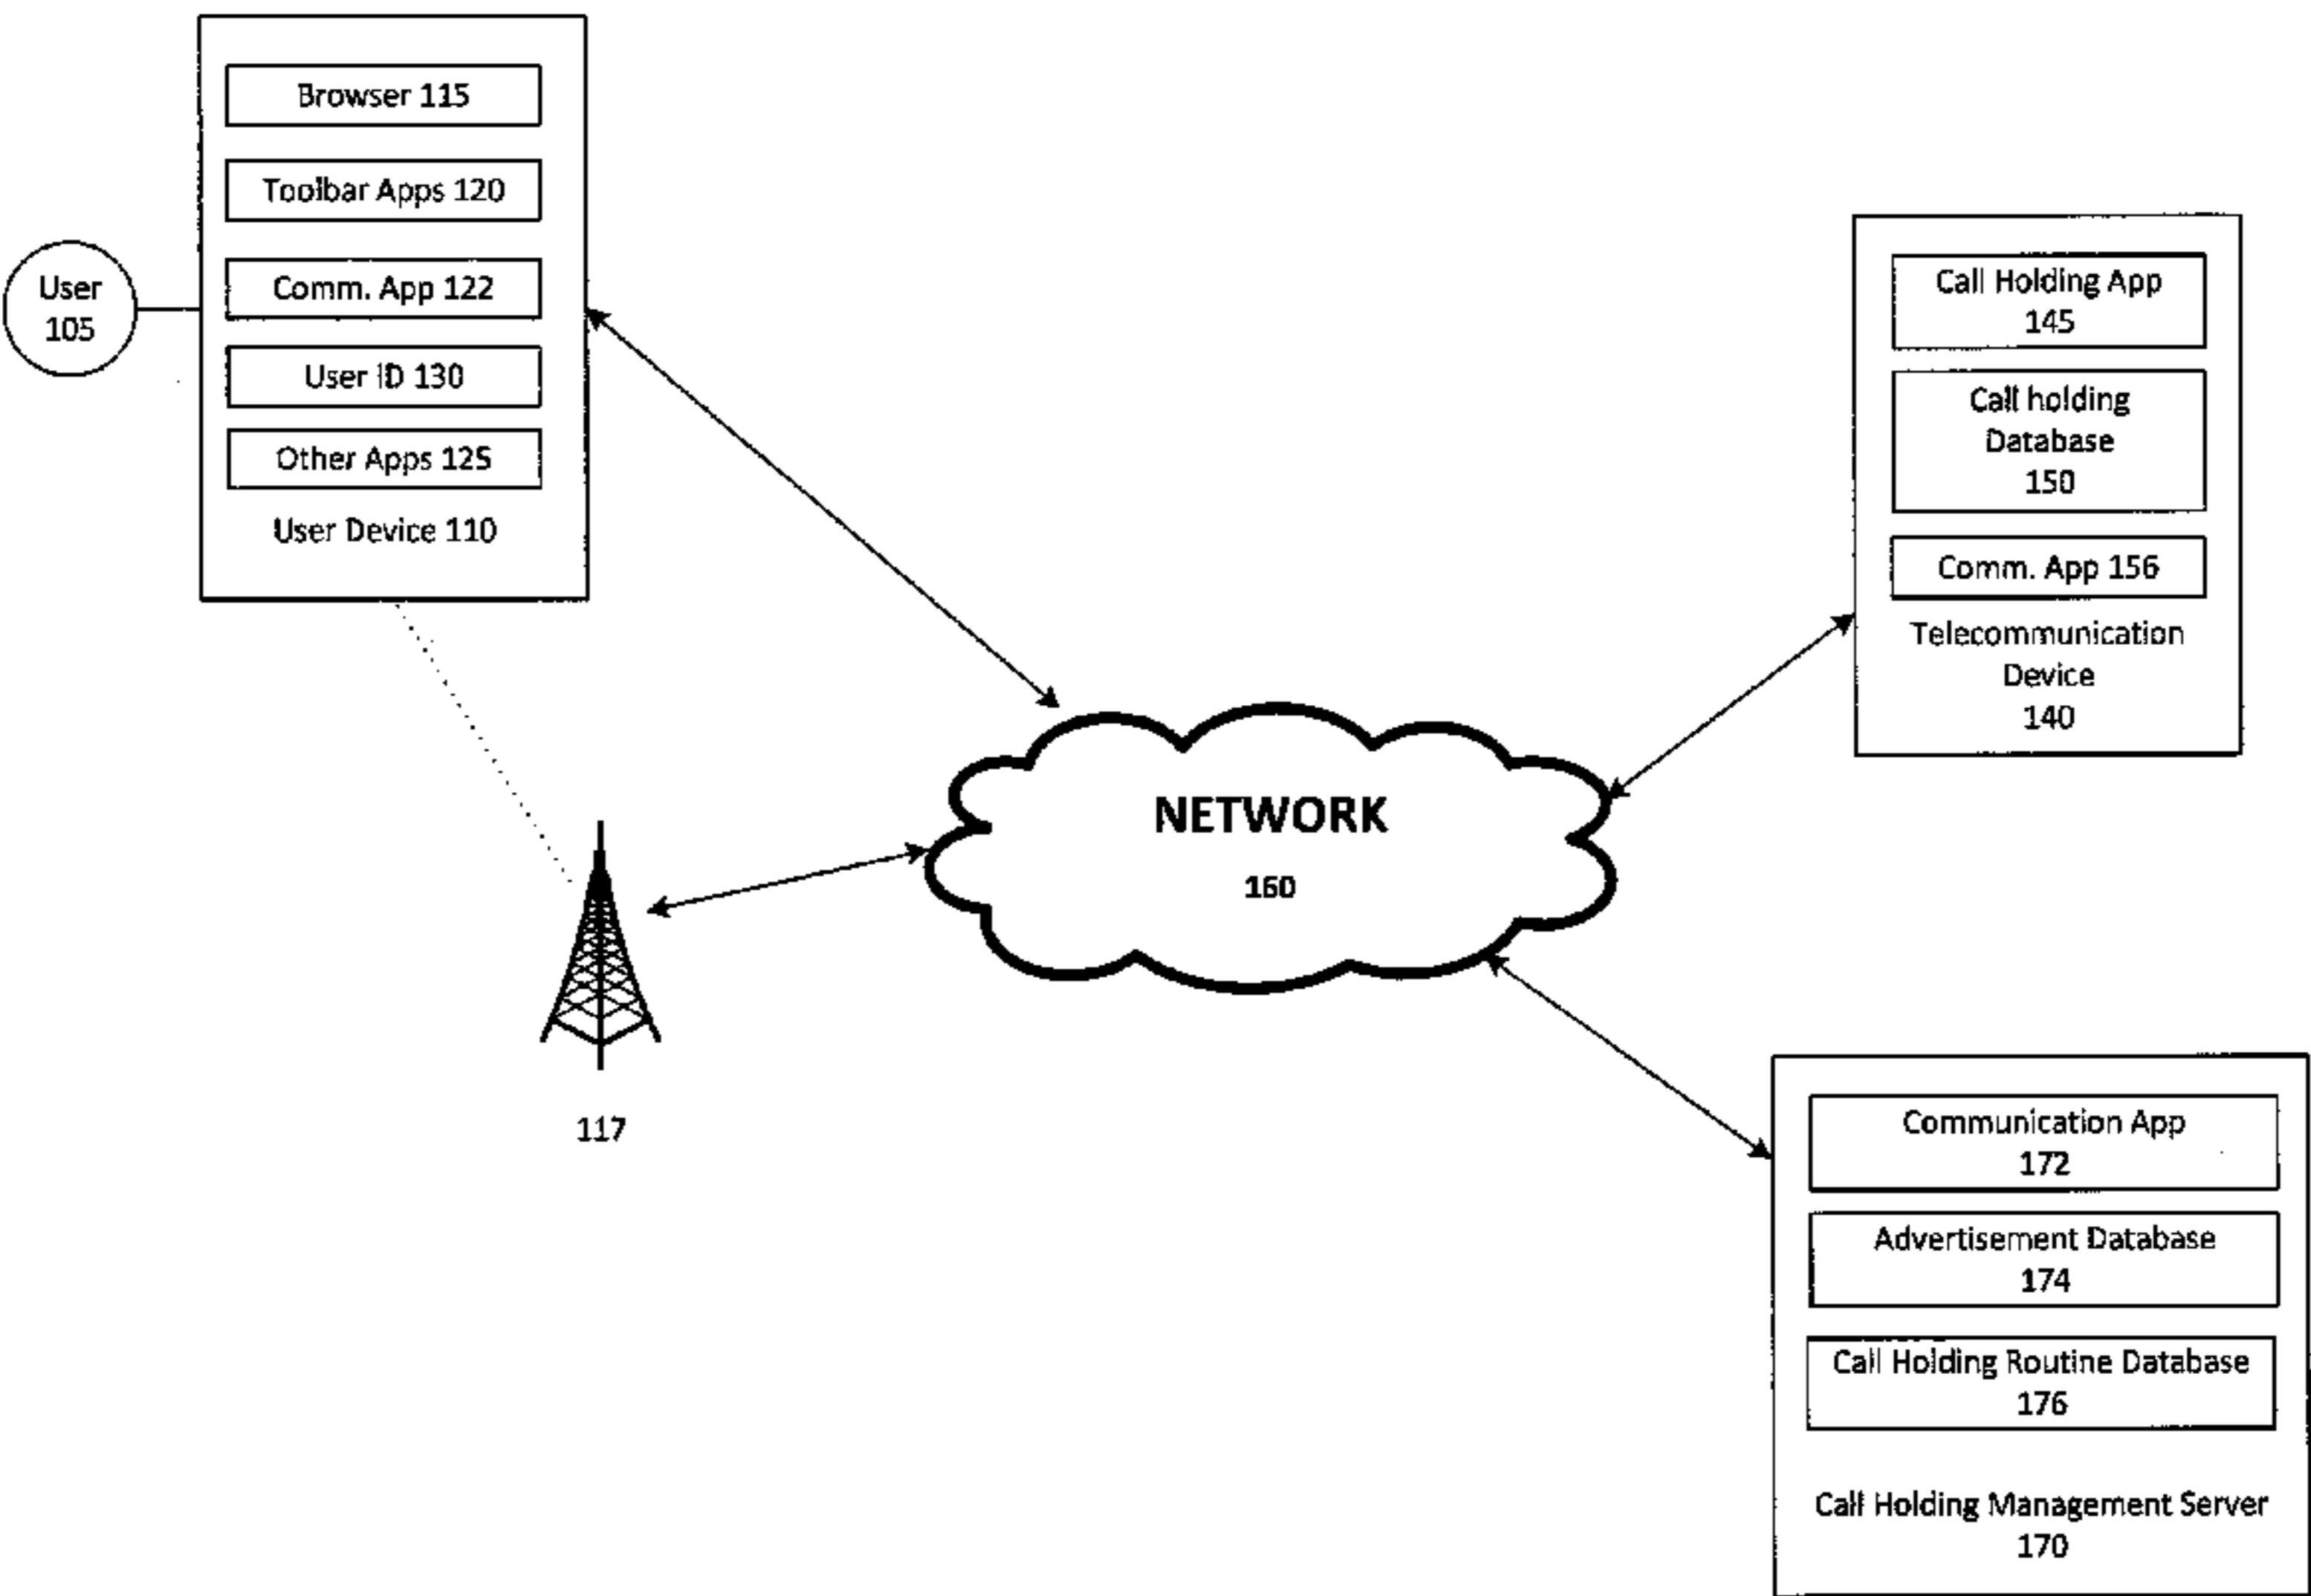 Browser 115
Toolbar Apps 120
User
105
Comm. App 122
User ID 130
Other Apps 125
User Device 110
Call Holding App
145
Call holding
Database
150
Comm. App 156
Telecommunication
Device
140
NETWORK
160
117
Communication App
172
Advertisement Database
174
Call Holding Routine Database
176
Call Holding Management Server
170